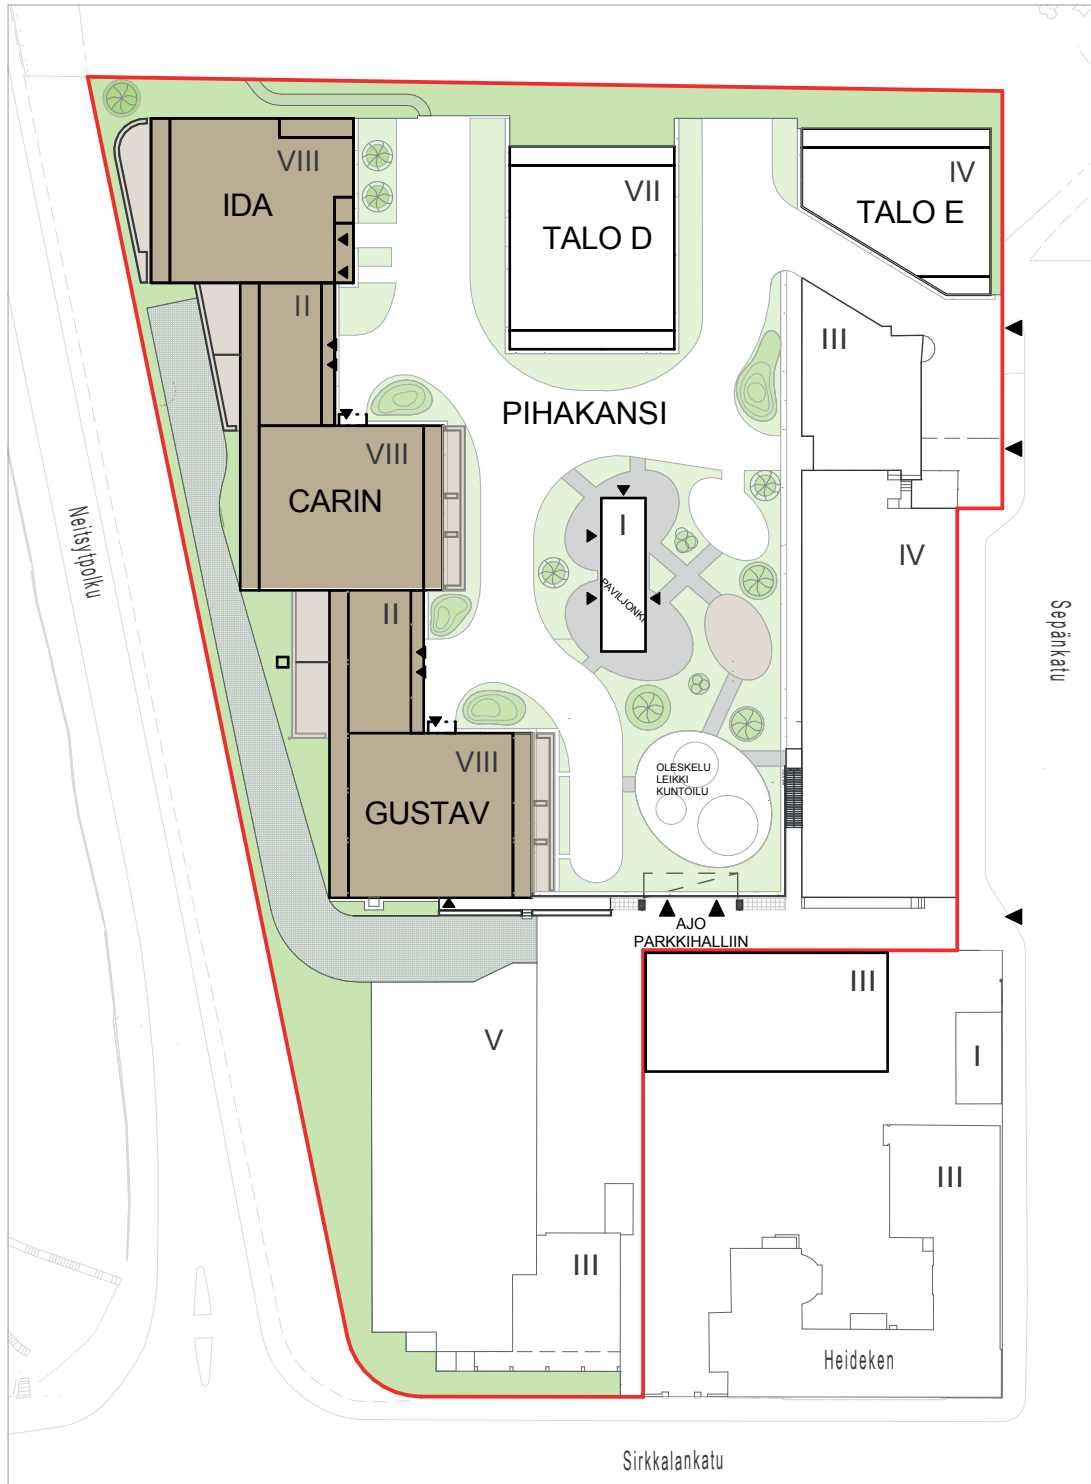 VIII
IDA
VII
TALO D
IV
TALO E
II
III
PIHAKANSI
VIII
CARIN
I
PAVILJONKI
IV
Neitsytpolku
II
Sepänkatu
VIII
GUSTAV
OLESKELU
LEIKKI
KUNTOILU
AJO
PARKKIHALLIIN
III
V
I
III
III
Heideken
Sirkkalankatu